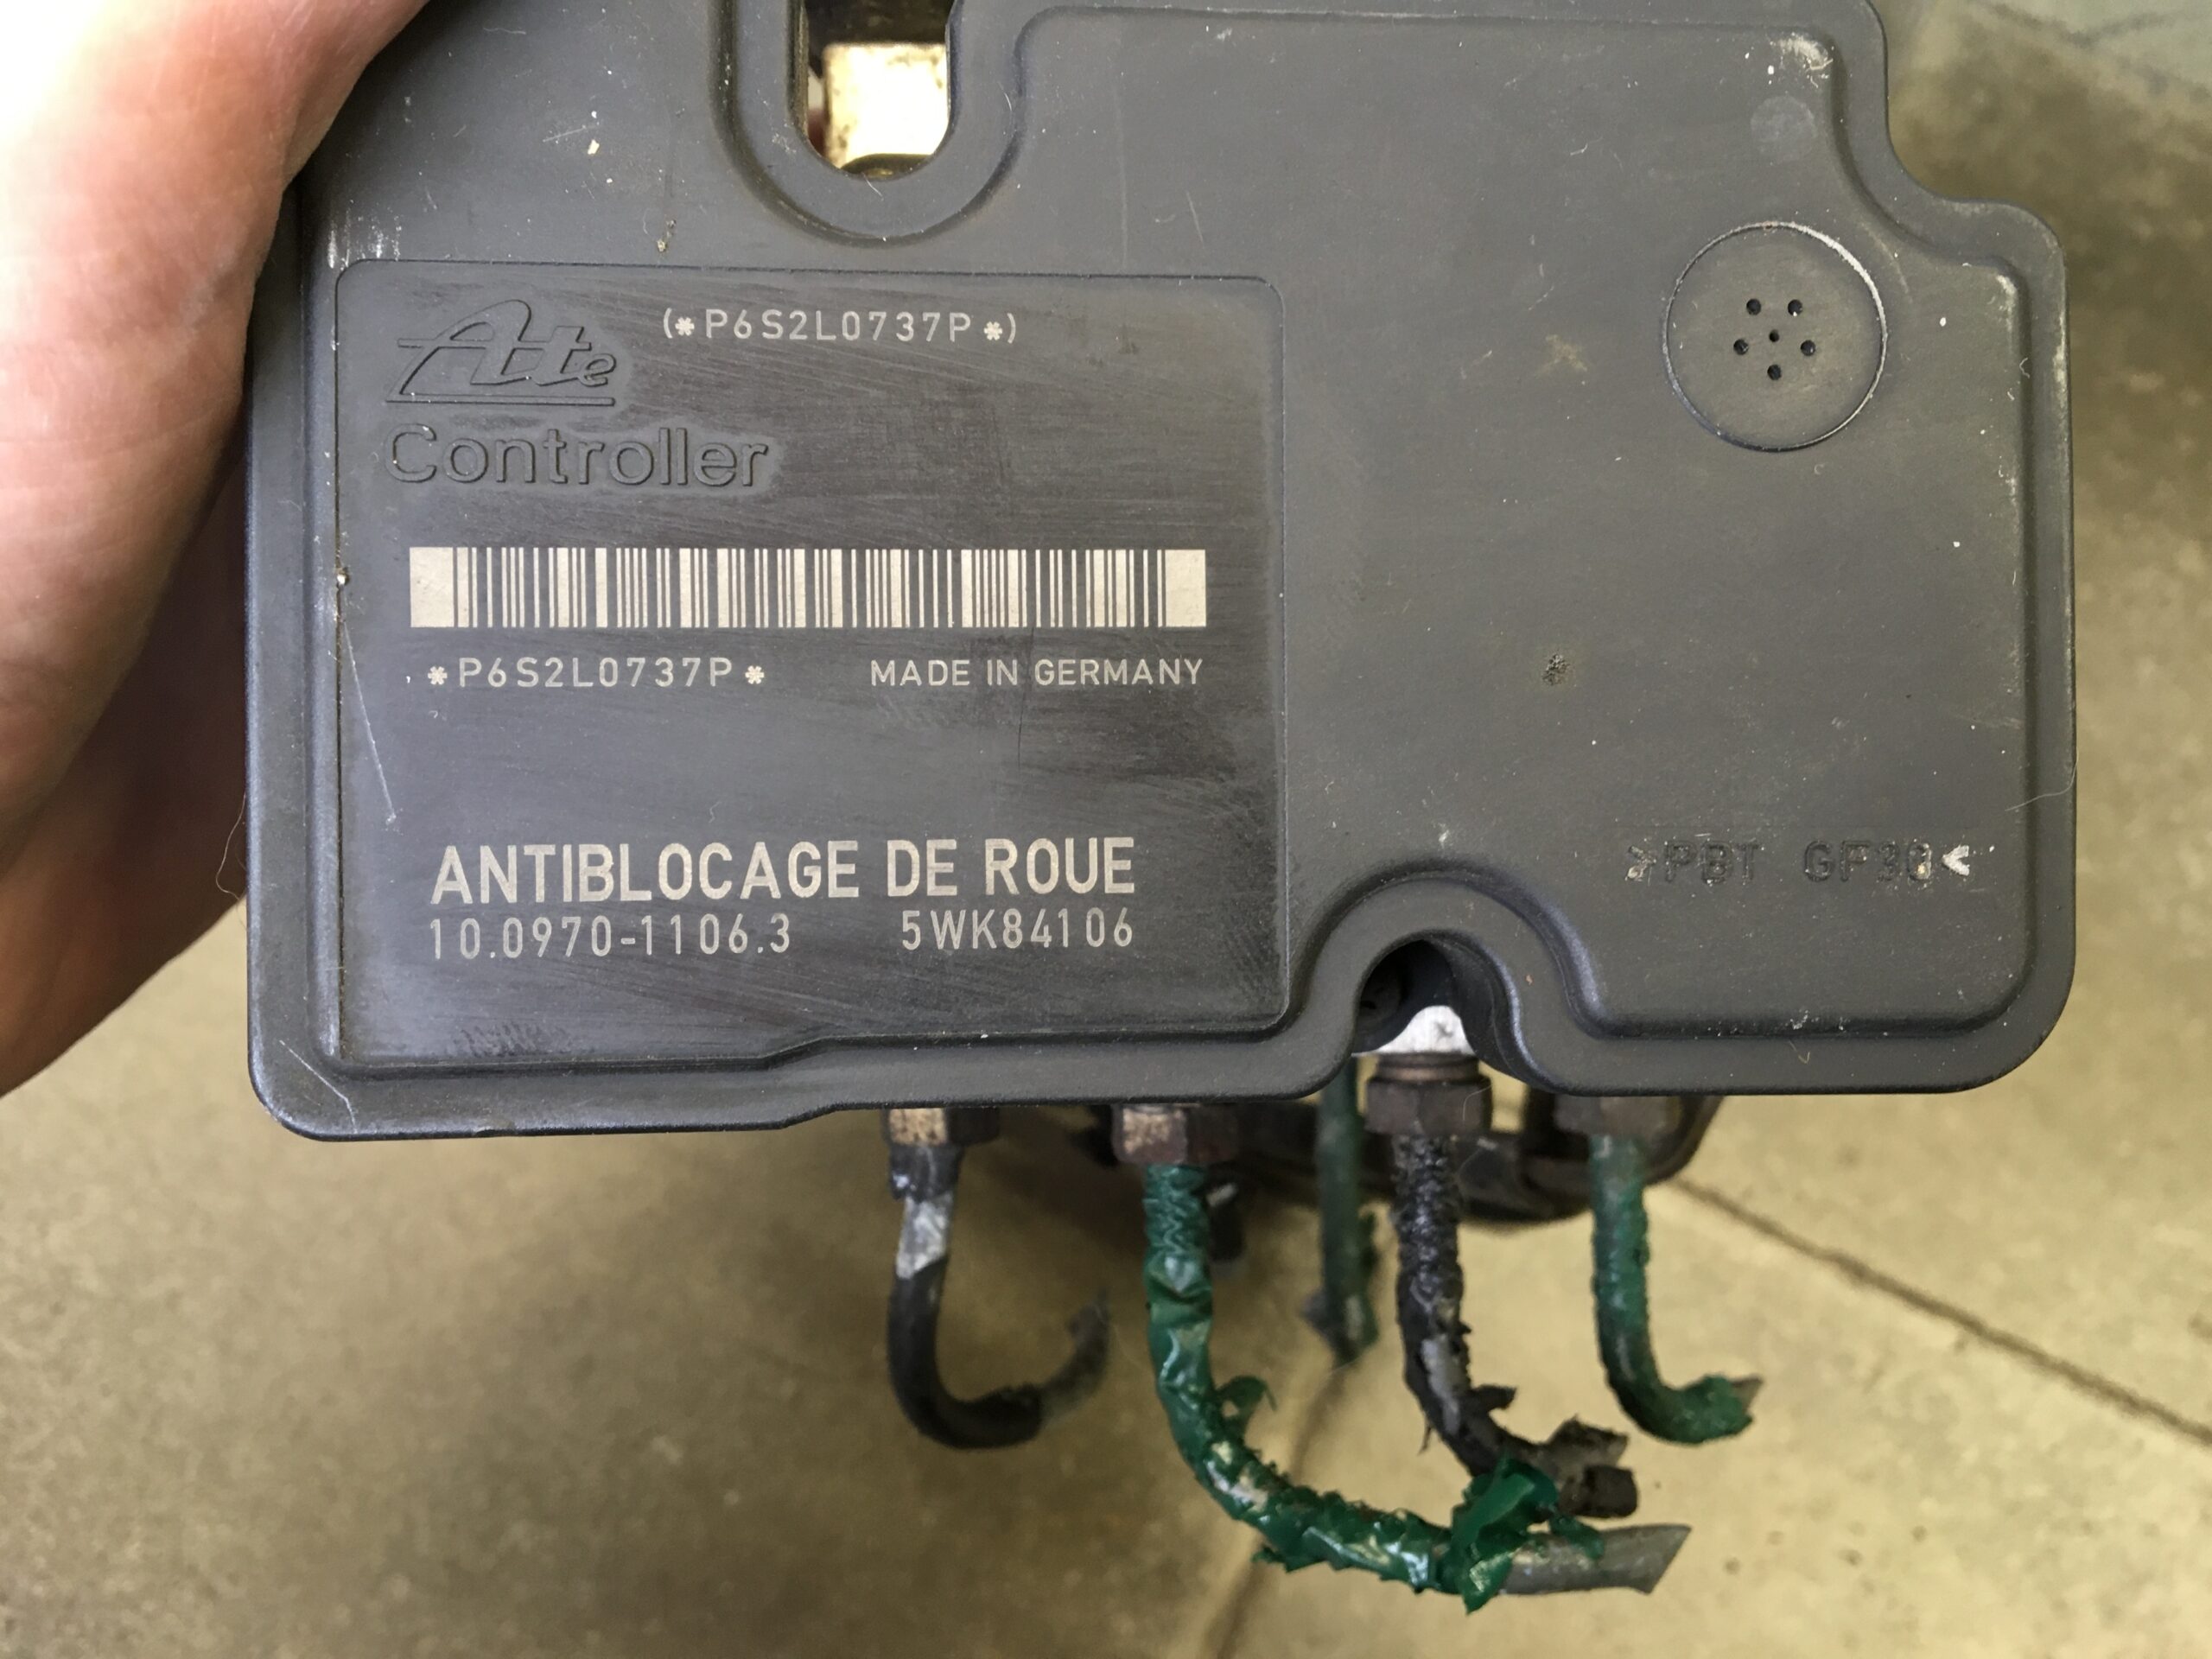 (*P6S2L0737P*)
Ate
Controller
*P6S2L0737P* MADE IN GERMANY
ANTIBLOCAGE DE ROUE
10.0970-1106.3 5WK84106
>PBT GF30<